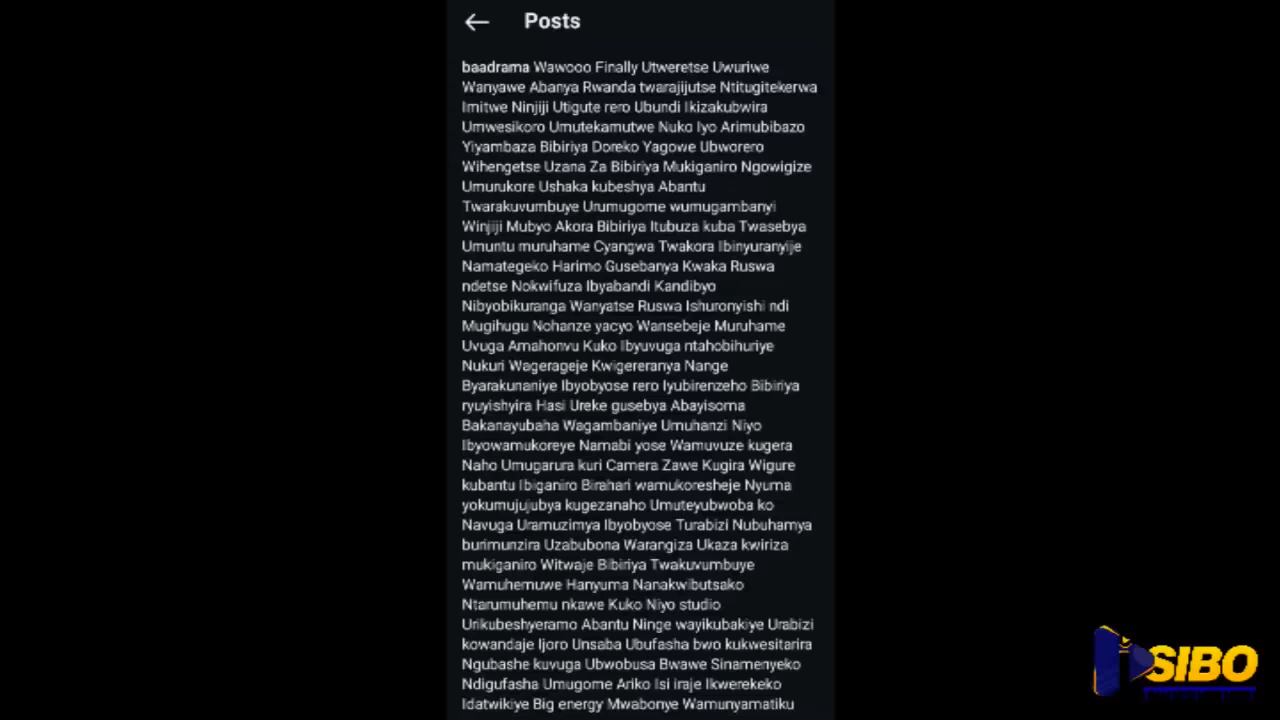 Posts
baadrama Wawooo Finally Utweretse Uwuriwe
Wanyawe Abanya Rwanda twarajijutse Ntitugitekerwa
Imitwe Ninjiji Utigute rero Ubundi Ikizakubwira
Umwesikoro Umutekamutwe Nuko Iyo Arimubibazo
Yiyambaza Bibiriya Doreko Yagowe Ubworero
Wihengetse Uzana Za Bibiriya Mukiganiro Ngowigize
Umurukore Ushaka kubeshya Abantu
Twarakuvumbuye Urumugome wumugambanyi
Winjiji Mubyo Akora Bibiriya Itubuza kuba Twasebya
Umuntu muruhame Cyangwa Twakora Ibinyuranyije
Namategeko Harimo Gusebanya Kwaka Ruswa
ndetse Nokwifuza Ibyabandi Kandibyo
Nibyobikuranga Wanyatse Ruswa Ishuronyishi ndi
Mugihugu Nohanze yacyo Wansebeje Muruhame
Uvuga Amahonvu Kuko Ibyuvuga ntahobihuriye
Nukuri Wagerageje Kwigereranya Nange
Byarakunaniye Ibyobyose rero Iyubirenzeho Bibiriya
ryuyishyira Hasi Ureke gusebya Abayisoma
Bakanayubaha Wagambaniye Umuhanzi Niyo
Ibyowamukoreye Namabi yose Wamuvuze kugera
Naho Umugarura kuri Camera Zawe Kugira Wigure
kubantu Ibiganiro Birahari wamukoresheje Nyuma
yokumujujubya kugezanaho Umuteyubwoba ko
Navuga Uramuzimya Ibyobyose Turabizi Nubuhamya
burimunzira Uzabubona Warangiza Ukaza kwiriza
mukiganiro Witwaje Bibiriya Twakuvumbuye
Wamuhemuwe Hanyuma Nanakwibutsako
Ntarumuhemu nkawe Kuko Niyo studio
Urikubeshyeramo Abantu Ninge wayikubakiye Urabizi
kowandaje Ijoro Unsaba Ubufasha bwo kukwesitarira
Ngubashe kuvuga Ubwobusa Bwawe Sinamenyeko
Ndigufasha Umugome Ariko Isi iraje Ikwerekeko
Idatwikiye Big energy Mwabonye Wamunyamatiku
SIBO